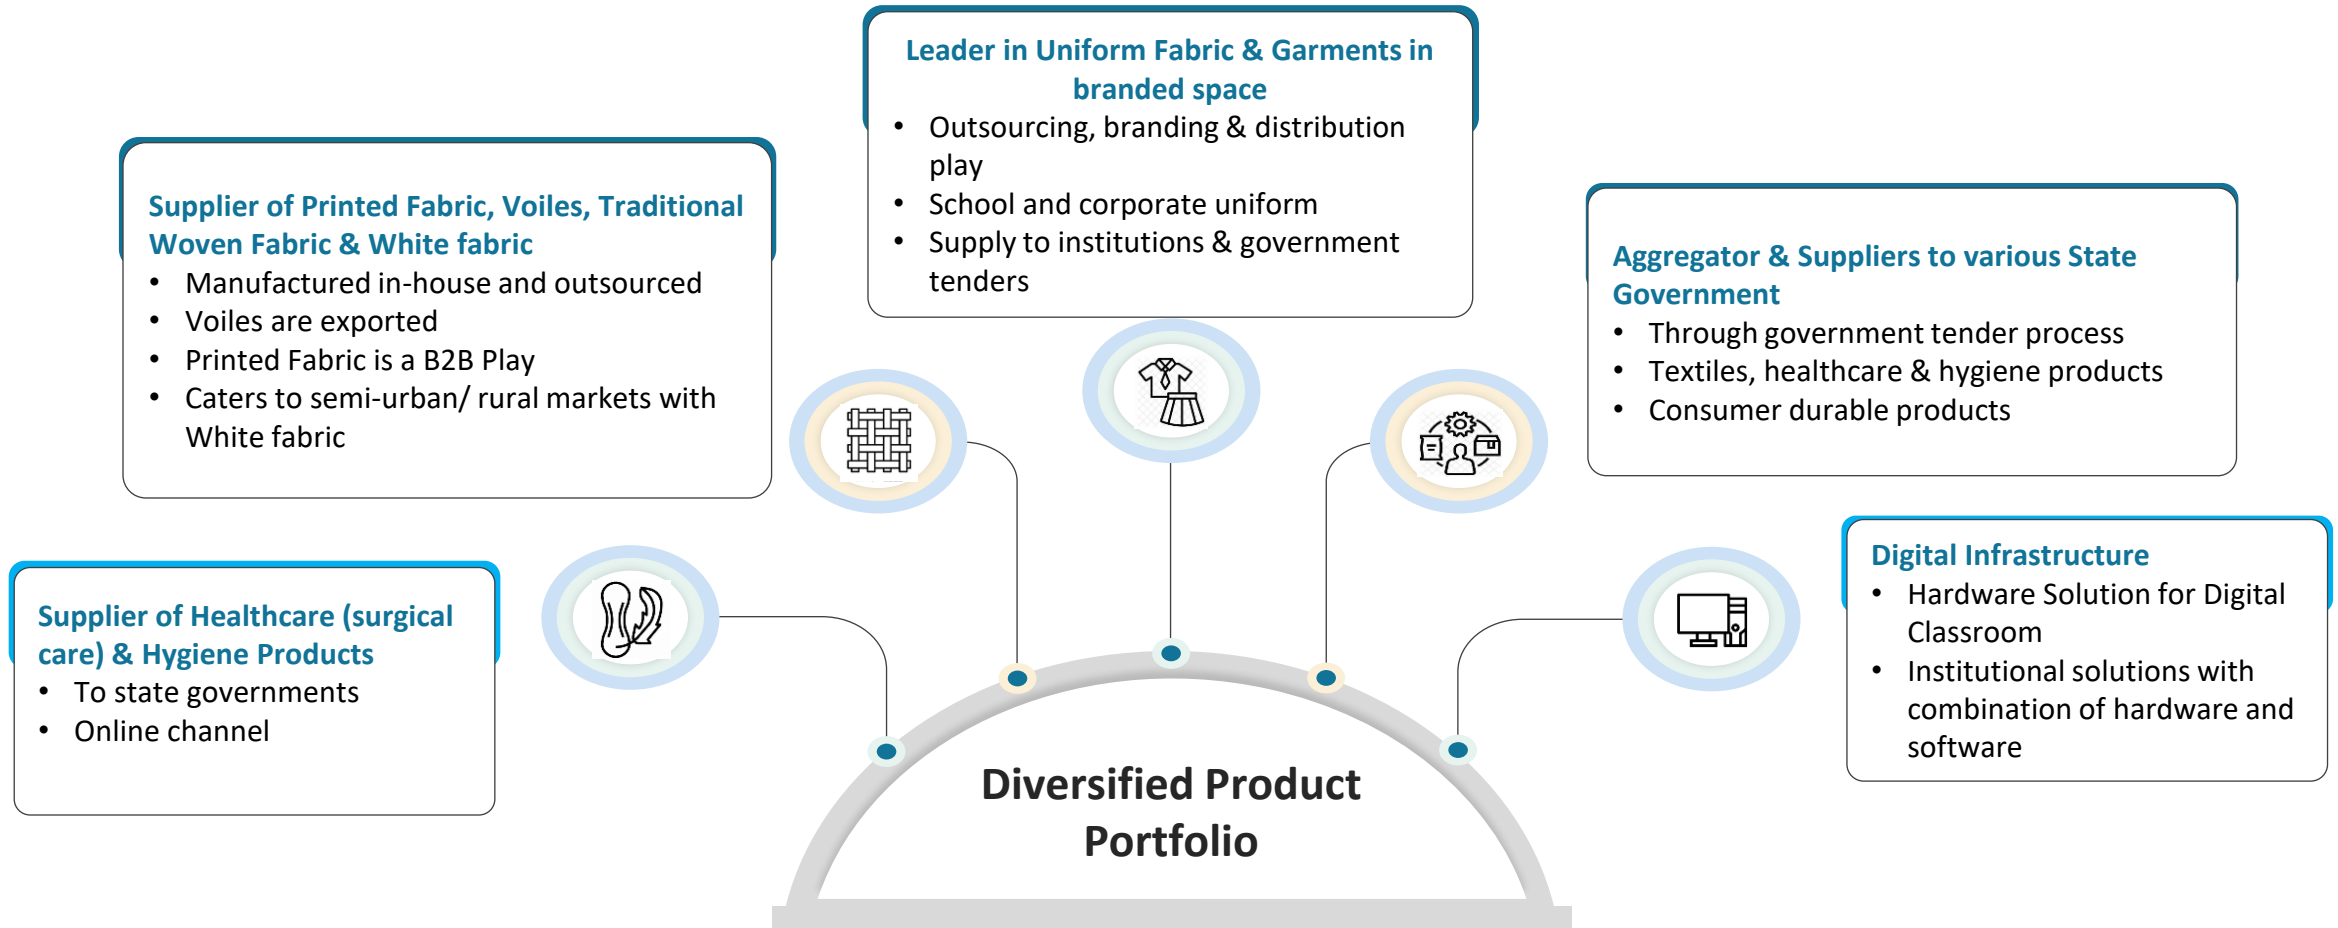 Leader in Uniform Fabric & Garments in
branded space
• Outsourcing, branding & distribution
play
• School and corporate uniform
• Supply to institutions & government
tenders
Supplier of Printed Fabric, Voiles, Traditional
Woven Fabric & White fabric
• Manufactured in-house and outsourced
• Voiles are exported
• Printed Fabric is a B2B Play
• Caters to semi-urban/ rural markets with
White fabric
Aggregator & Suppliers to various State
Government
• Through government tender process
• Textiles, healthcare & hygiene products
• Consumer durable products
Supplier of Healthcare (surgical
care) & Hygiene Products
• To state governments
• Online channel
Digital Infrastructure
• Hardware Solution for Digital
Classroom
• Institutional solutions with
combination of hardware and
software
Diversified Product
Portfolio